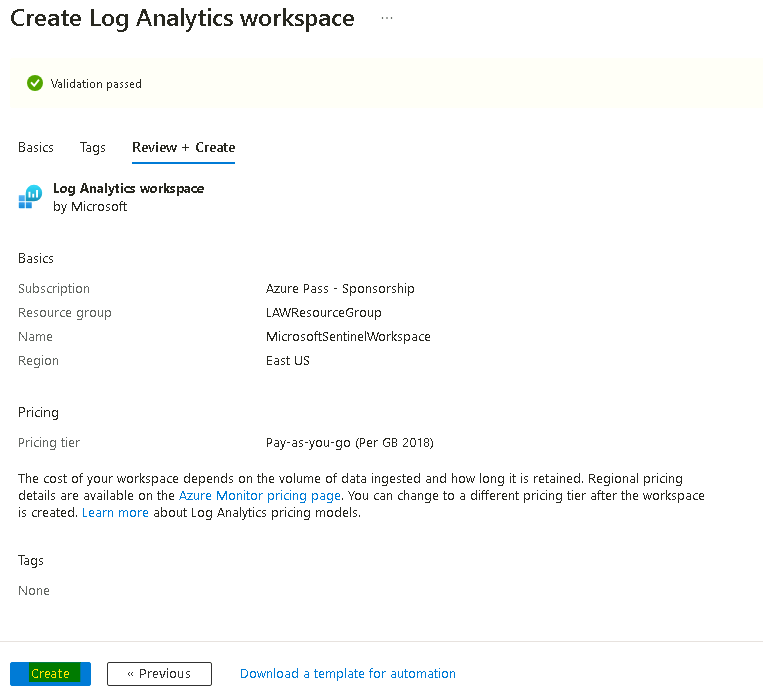 Create Log Analytics workspace ...
Validation passed
Basics Tags Review + Create
Log Analytics workspace
by Microsoft
Basics
Subscription Azure Pass - Sponsorship
Resource group LAWResourceGroup
Name MicrosoftSentinelWorkspace
Region East US
Pricing
Pricing tier Pay-as-you-go (Per GB 2018)
The cost of your workspace depends on the volume of data ingested and how long it is retained. Regional pricing
details are available on the Azure Monitor pricing page. You can change to a different pricing tier after the workspace
is created. Learn more about Log Analytics pricing models.
Tags
None
Create « Previous Download a template for automation